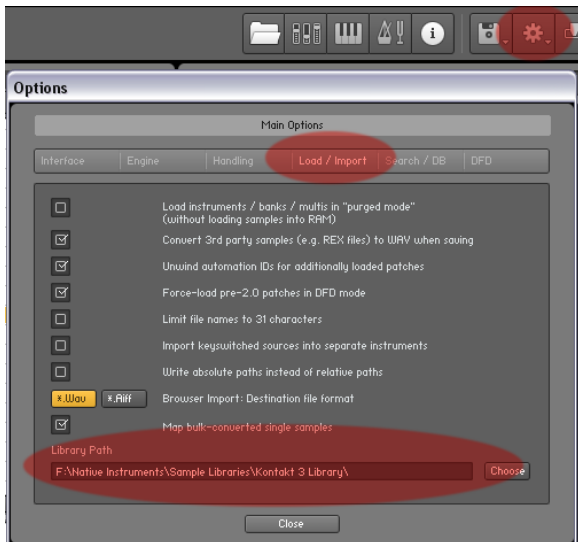 Options
Main Options
Interface Engine Handling Load / Import Search / DB DFD
Load instruments / banks / multis in "purged mode"
(without loading samples into RAM)
Convert 3rd party samples (e.g. REX files) to WAV when saving
Unwind automation IDs for additionally loaded patches
Force-load pre-2.0 patches in DFD mode
Limit file names to 31 characters
Import keyswitched sources into separate instruments
Write absolute paths instead of relative paths
*.Wav *.Aiff Browser Import: Destination file format
Map bulk-converted single samples
Library Path
F:\Native Instruments\Sample Libraries\Kontakt 3 Library\ Choose
Close